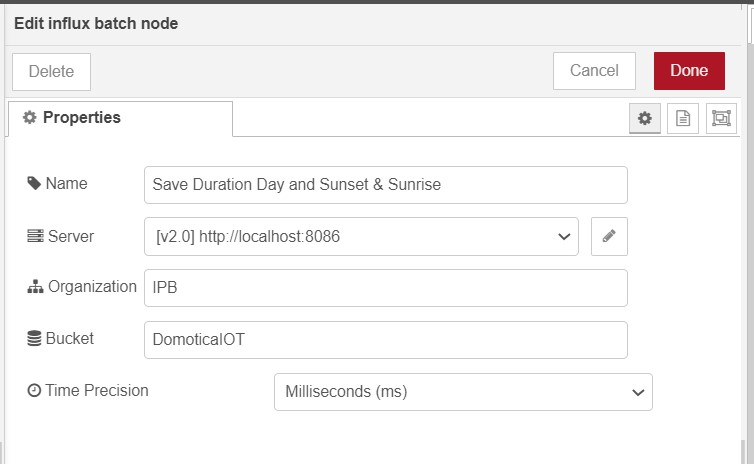 Edit influx batch node
Delete
Cancel
Done
Properties
Name
Save Duration Day and Sunset & Sunrise
Server
[v2.0] http://localhost:8086
Organization
IPB
Bucket
DomoticaIOT
Time Precision
Milliseconds (ms)